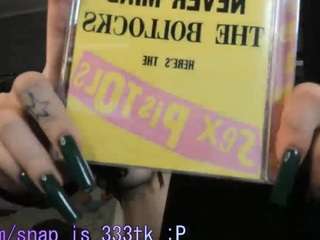 NEVER MIND
THE BOLLOCKS
HERE'S THE
SEX PISTOLS
m/snap is 333tk :P